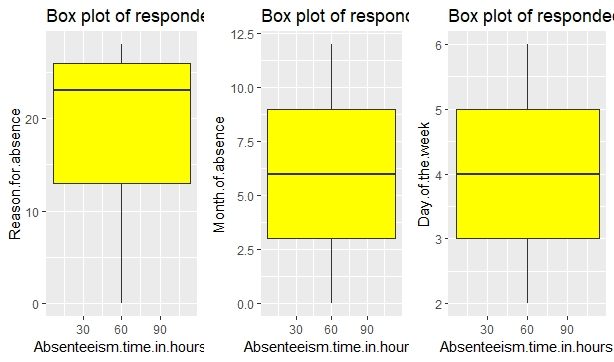 Box plot of responde
Box plot of respond
Box plot of responded
Reason.for.absence
20
10
0
30 60 90
Absenteeism.time.in.hours
Month.of.absence
12.5
10.0
7.5
5.0
2.5
0.0
30 60 90
Absenteeism.time.in.hour
Day.of.the.week
6
5
4
3
2
30 60 90
Absenteeism.time.in.hours